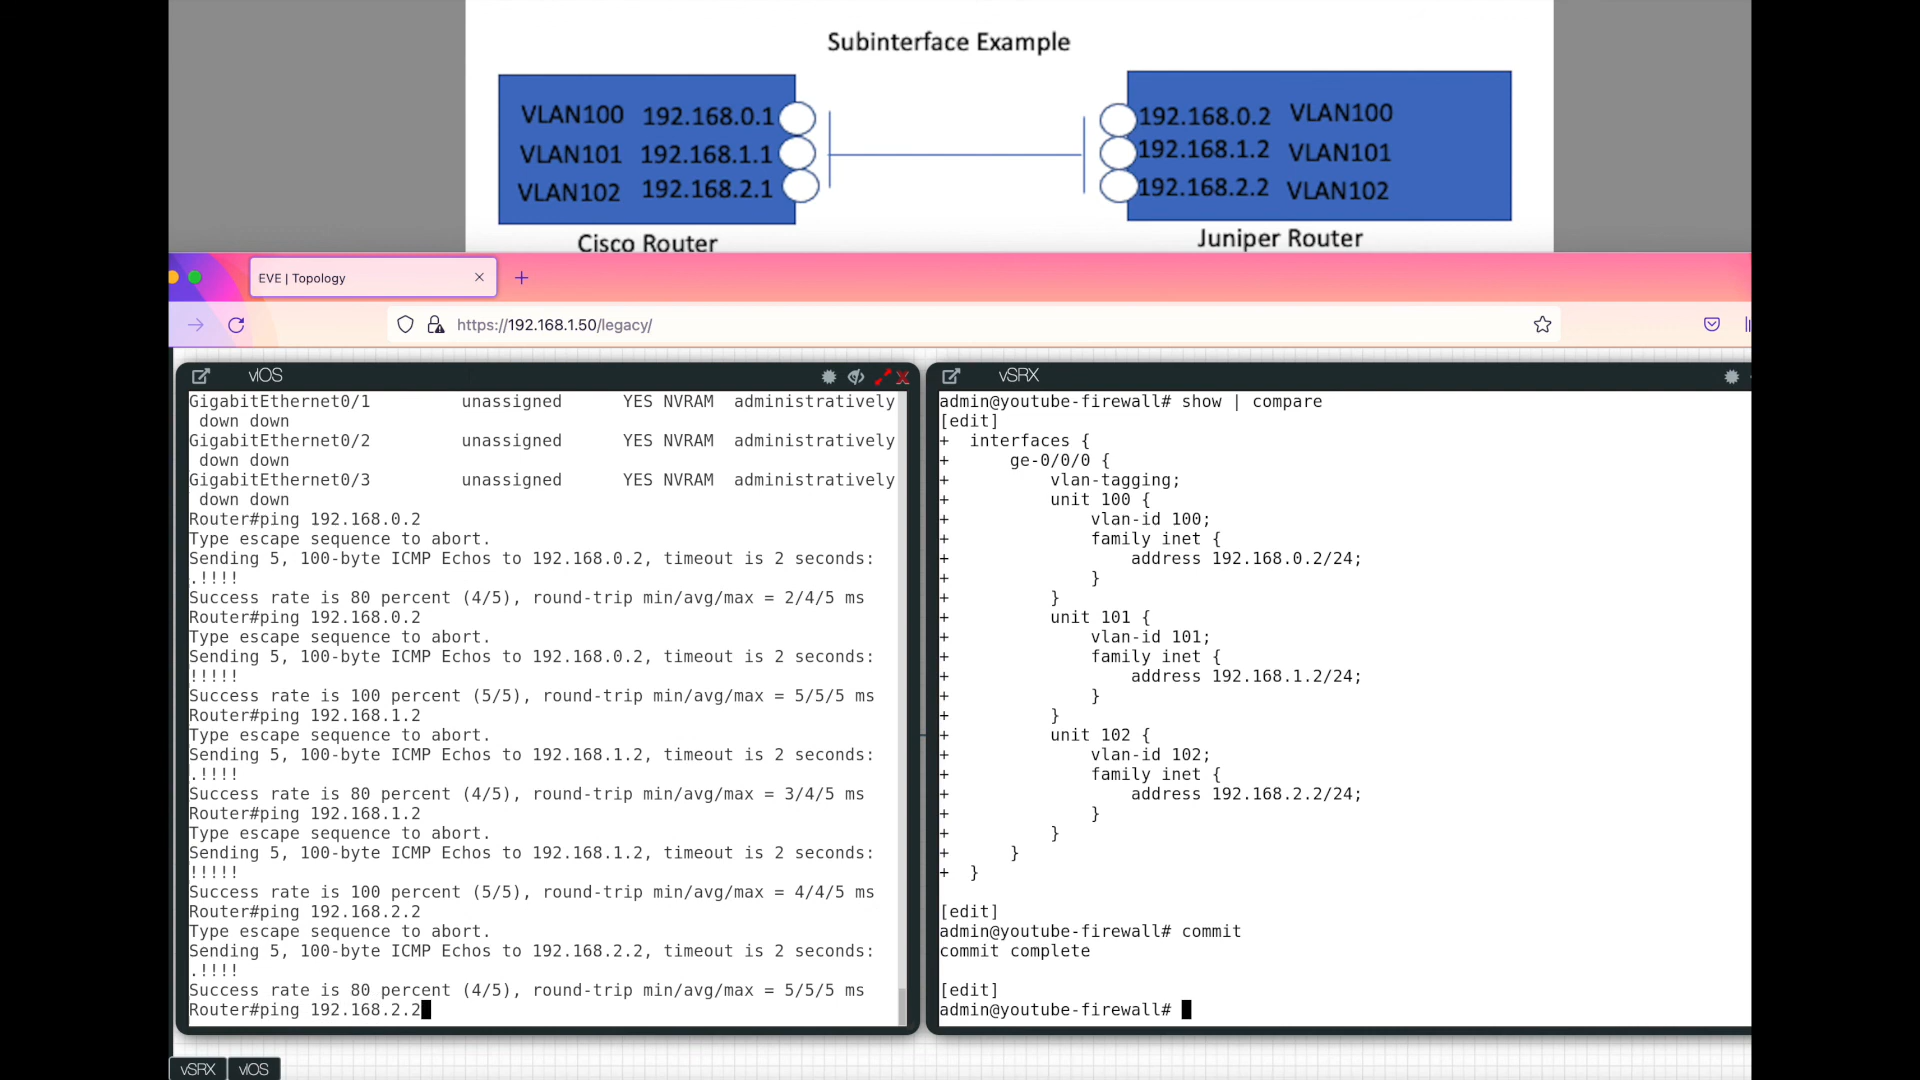 Subinterface Example
VLAN100 192.168.0.1
VLAN101 192.168.1.1
VLAN102 192.168.2.1
Cisco Router
192.168.0.2 VLAN100
192.168.1.2 VLAN101
192.168.2.2 VLAN102
Juniper Router
EVE | Topology
https://192.168.1.50/legacy/
vIOS
GigabitEthernet0/1 unassigned YES NVRAM administratively
down down
GigabitEthernet0/2 unassigned YES NVRAM administratively
down down
GigabitEthernet0/3 unassigned YES NVRAM administratively
down down
Router#ping 192.168.0.2
Type escape sequence to abort.
Sending 5, 100-byte ICMP Echos to 192.168.0.2, timeout is 2 seconds:
.!!!!
Success rate is 80 percent (4/5), round-trip min/avg/max = 2/4/5 ms
Router#ping 192.168.0.2
Type escape sequence to abort.
Sending 5, 100-byte ICMP Echos to 192.168.0.2, timeout is 2 seconds:
!!!!!
Success rate is 100 percent (5/5), round-trip min/avg/max = 5/5/5 ms
Router#ping 192.168.1.2
Type escape sequence to abort.
Sending 5, 100-byte ICMP Echos to 192.168.1.2, timeout is 2 seconds:
.!!!!
Success rate is 80 percent (4/5), round-trip min/avg/max = 3/4/5 ms
Router#ping 192.168.1.2
Type escape sequence to abort.
Sending 5, 100-byte ICMP Echos to 192.168.1.2, timeout is 2 seconds:
!!!!!
Success rate is 100 percent (5/5), round-trip min/avg/max = 4/4/5 ms
Router#ping 192.168.2.2
Type escape sequence to abort.
Sending 5, 100-byte ICMP Echos to 192.168.2.2, timeout is 2 seconds:
.!!!!
Success rate is 80 percent (4/5), round-trip min/avg/max = 5/5/5 ms
Router#ping 192.168.2.2
vSRX
admin@youtube-firewall# show | compare
[edit]
+ interfaces {
+ ge-0/0/0 {
+ vlan-tagging;
+ unit 100 {
+ vlan-id 100;
+ family inet {
+ address 192.168.0.2/24;
+ }
+ }
+ unit 101 {
+ vlan-id 101;
+ family inet {
+ address 192.168.1.2/24;
+ }
+ }
+ unit 102 {
+ vlan-id 102;
+ family inet {
+ address 192.168.2.2/24;
+ }
+ }
+ }
+ }
[edit]
admin@youtube-firewall# commit
commit complete
[edit]
admin@youtube-firewall#
vSRX vIOS